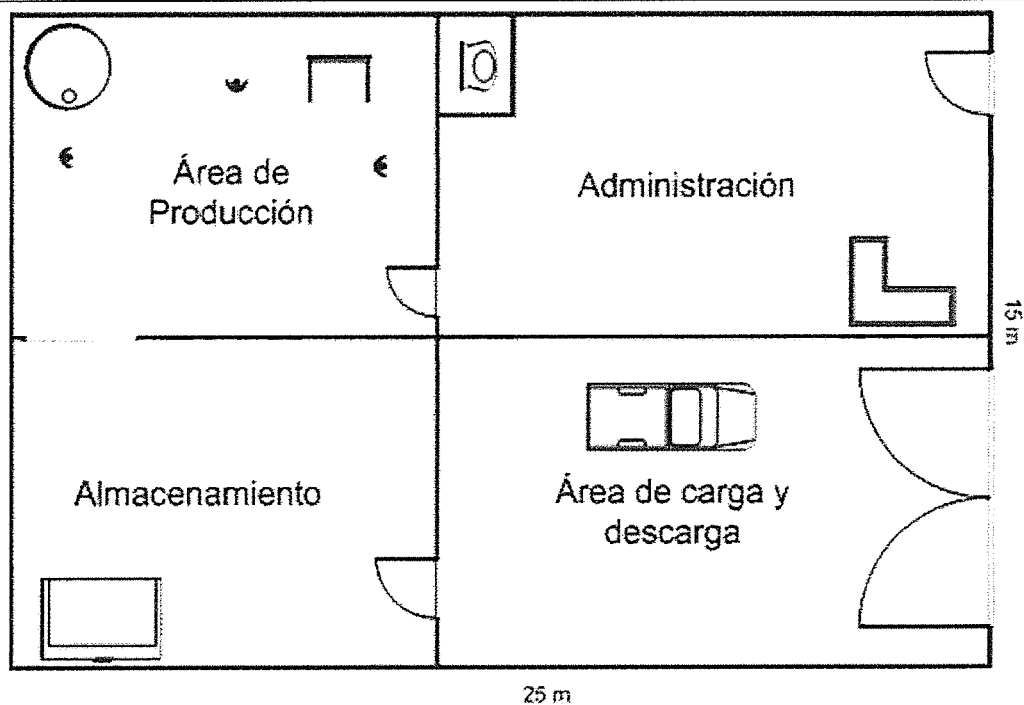 Área de
Producción
Administración
15 m
Almacenamiento
Área de carga y
descarga
25 m